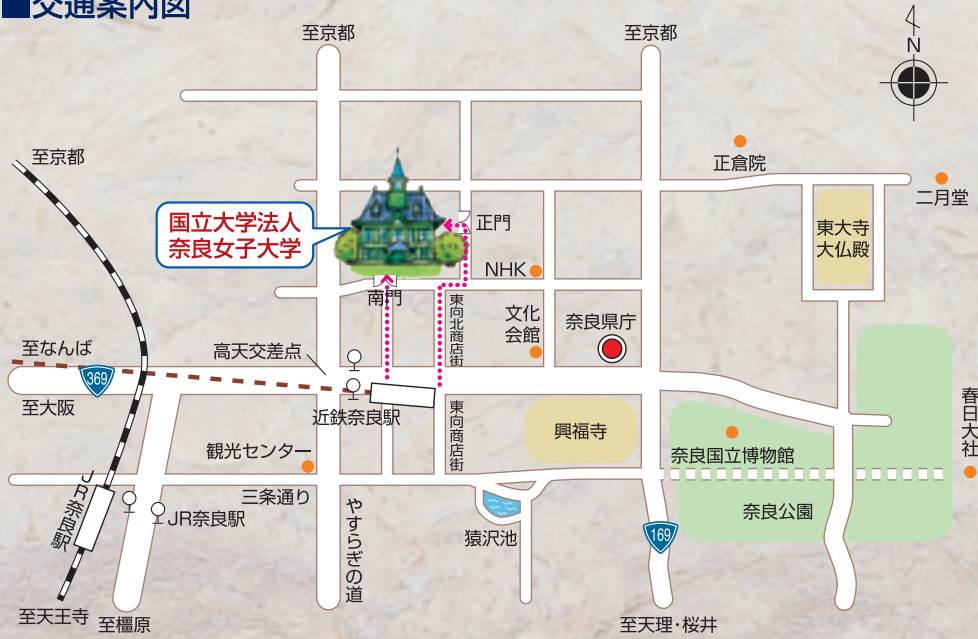 ■交通案内図
至京都
至京都
N
至京都
正倉院
二月堂
国立大学法人
奈良女子大学
正門
東大寺
大仏殿
NHK
南門
東向北商店街
文化
会館
奈良県庁
至なんば
高天交差点
369
至大阪
近鉄奈良駅
東向商店街
興福寺
春日大社
観光センター
奈良国立博物館
三条通り
JR奈良駅
JR奈良駅
やすらぎの道
猿沢池
奈良公園
169
至天王寺
至橿原
至天理・桜井